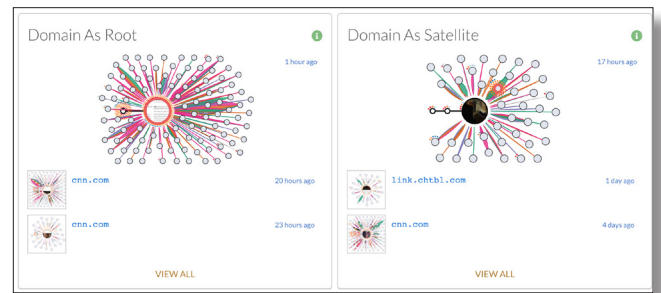 Domain As Root
1 hour ago
cnn.com
20 hours ago
cnn.com
23 hours ago
VIEW ALL
Domain As Satellite
17 hours ago
link.chtbl.com
1 day ago
cnn.com
4 days ago
VIEW ALL